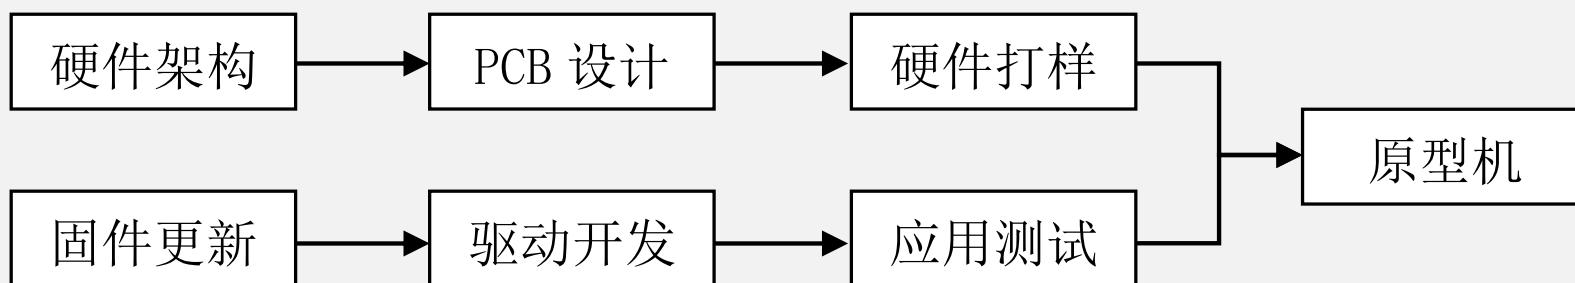 硬件架构
PCB 设计
硬件打样
原型机
固件更新
驱动开发
应用测试